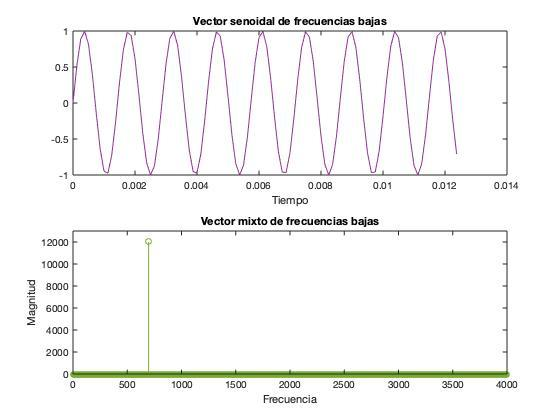 Vector senoidal de frecuencias bajas
1
0.5
0
-0.5
-1
0 0.002 0.004 0.006 0.008 0.01 0.012 0.014
Tiempo
Vector mixto de frecuencias bajas
12000
10000
8000
6000
4000
2000
0
Magnitud
0 500 1000 1500 2000 2500 3000 3500 4000
Frecuencia